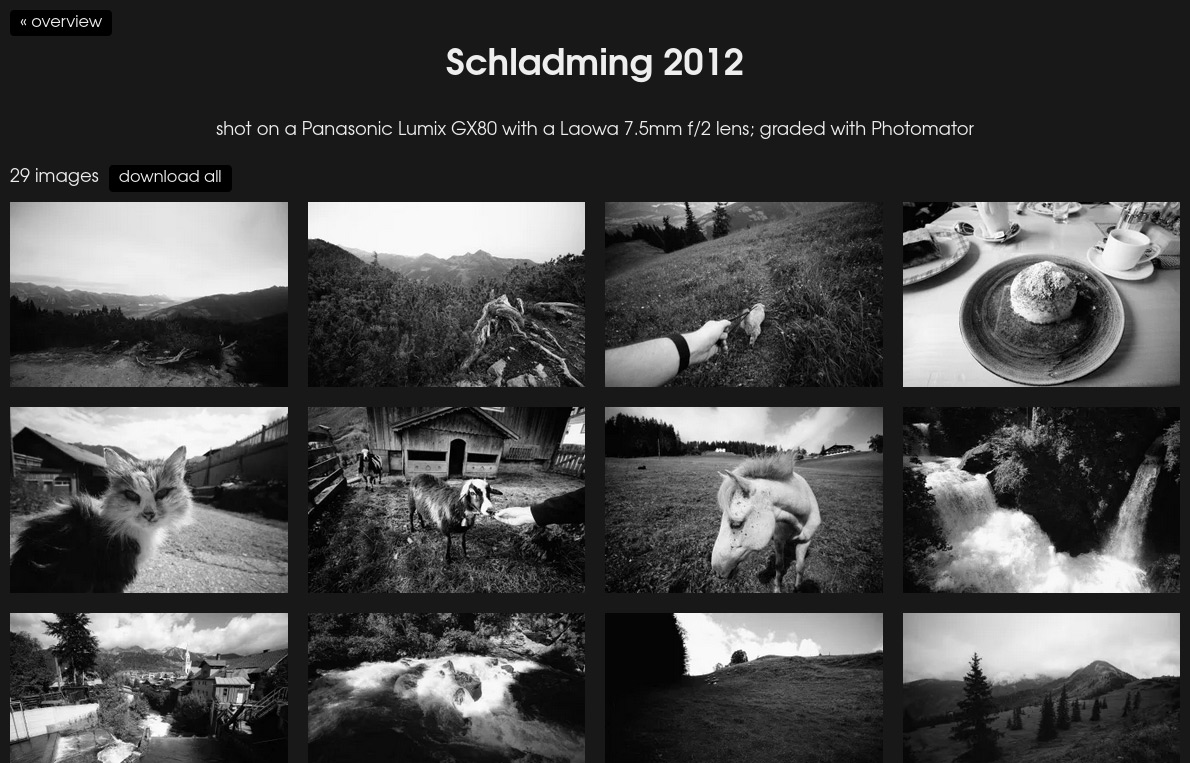 « overview
Schladming 2012
shot on a Panasonic Lumix GX80 with a Laowa 7.5mm f/2 lens; graded with Photomator
29 images download all